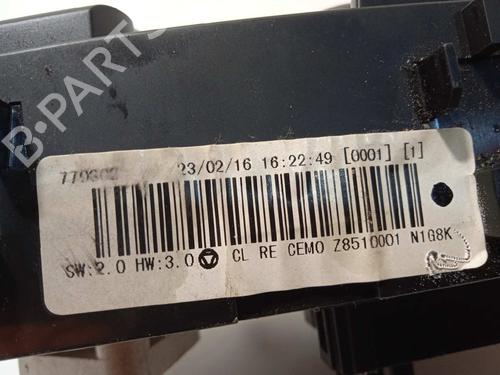 B-PARTS
770302 23/02/16 16:22:49 [0001] [1]
SW:2.0 HW:3.0 CL RE CEMO Z8510001 N1G8K